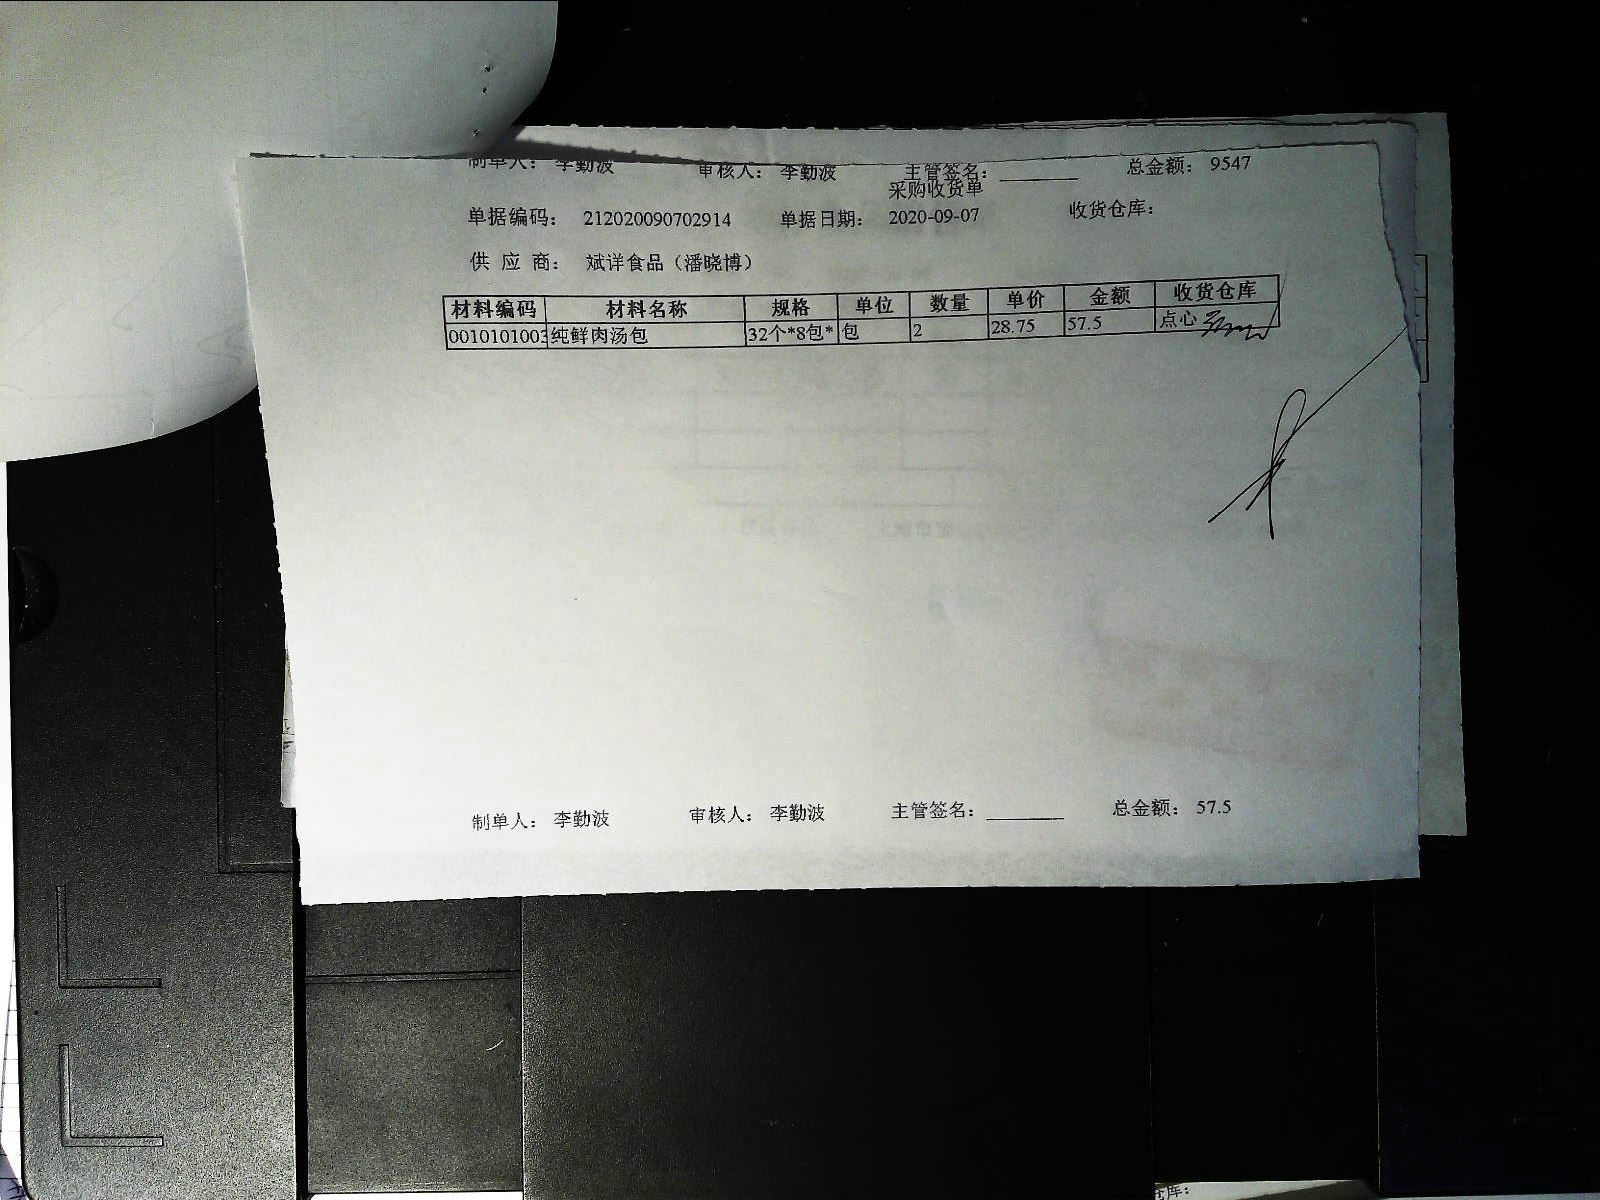 制单人： 李勤波 审核人： 李勤波 主管签名：________ 总金额： 9547
采购收货单
单据编码： 212020090702914 单据日期： 2020-09-07 收货仓库：
供 应 商： 斌洋食品（潘晓博）
材料编码 材料名称 规格 单位 数量 单价 金额 收货仓库
0010101003 纯鲜肉汤包 32个*8包* 包 2 28.75 57.5 点心
制单人： 李勤波 审核人： 李勤波 主管签名：________ 总金额： 57.5
仓库：